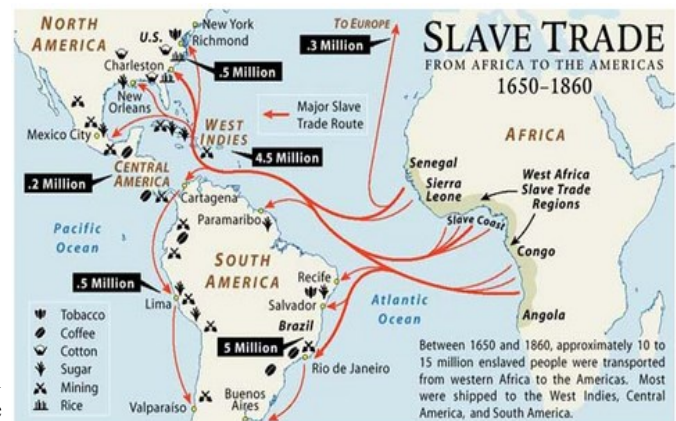 SLAVE TRADE
FROM AFRICA TO THE AMERICAS
1650–1860
NORTH
AMERICA
U.S.
New York
Richmond
Charleston
.5 Million
New
Orleans
Mexico City
TO EUROPE
.3 Million
Major Slave
Trade Route
WEST
INDIES
4.5 Million
CENTRAL
AMERICA
.2 Million
Cartagena
Paramaribo
Pacific
Ocean
SOUTH
AMERICA
.5 Million
Lima
Recife
Salvador
Brazil
5 Million
Rio de Janeiro
Buenos
Aires
Valparaíso
Atlantic
Ocean
AFRICA
Senegal
Sierra
Leone
West Africa
Slave Trade
Regions
Slave Coast
Congo
Angola
Tobacco
Coffee
Cotton
Sugar
Mining
Rice
Between 1650 and 1860, approximately 10 to
15 million enslaved people were transported
from western Africa to the Americas. Most
were shipped to the West Indies, Central
America, and South America.